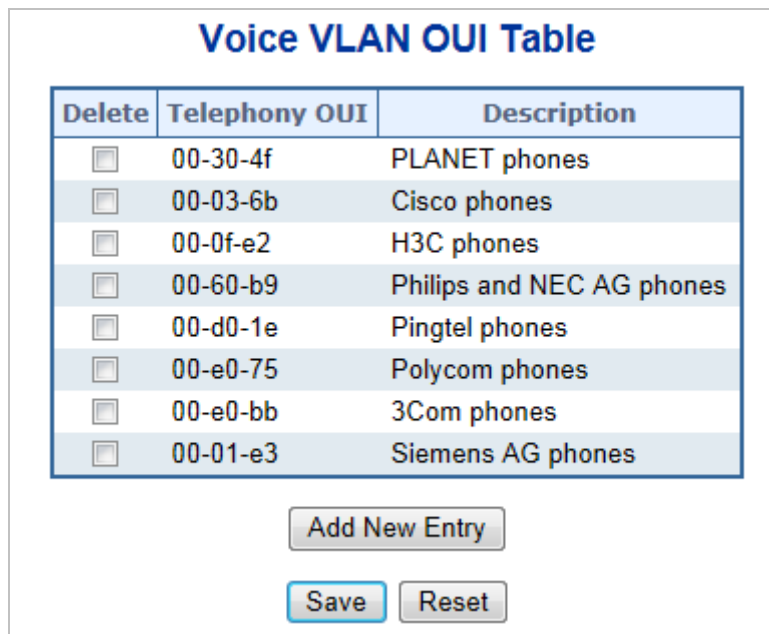 Voice VLAN OUI Table
Delete Telephony OUI Description
00-30-4f PLANET phones
00-03-6b Cisco phones
00-0f-e2 H3C phones
00-60-b9 Philips and NEC AG phones
00-d0-1e Pingtel phones
00-e0-75 Polycom phones
00-e0-bb 3Com phones
00-01-e3 Siemens AG phones
Add New Entry
Save Reset